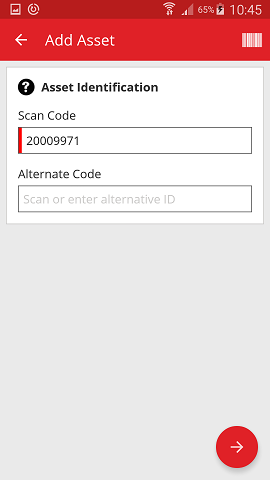 65% 10:45
Add Asset
Asset Identification
Scan Code
20009971
Alternate Code
Scan or enter alternative ID